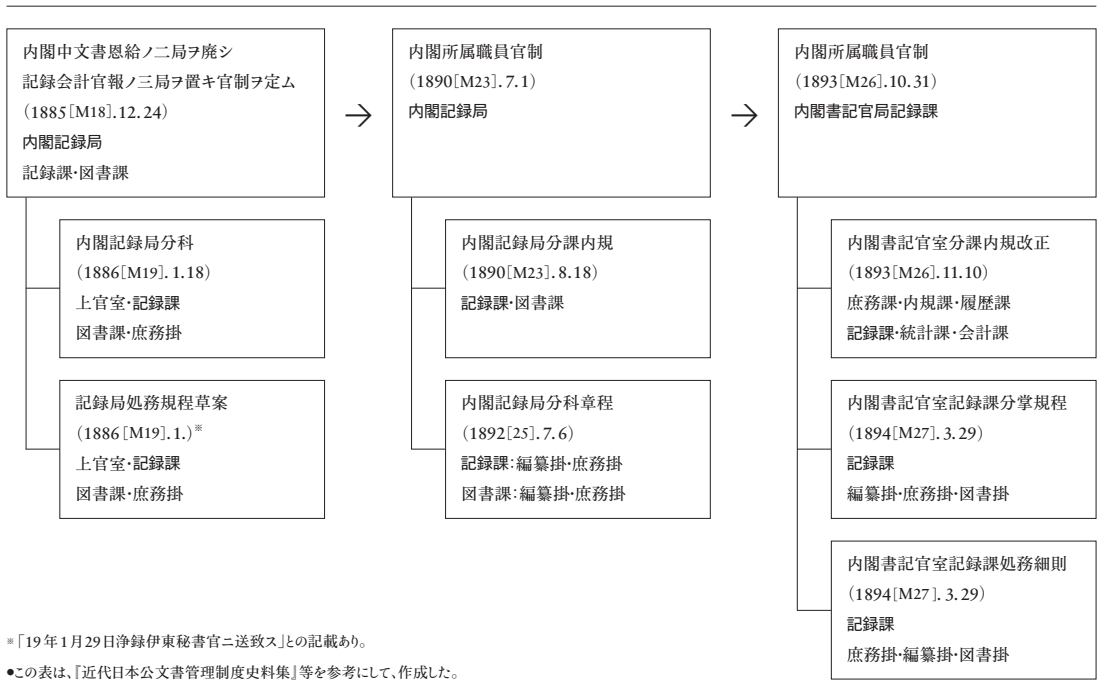 内閣中文書恩給ノ二局ヲ廃シ
記録会計官報ノ三局ヲ置キ官制ヲ定ム
(1885[M18].12.24)
内閣記録局
記録課・図書課
→
内閣所属職員官制
(1890[M23].7.1)
内閣記録局
→
内閣所属職員官制
(1893[M26].10.31)
内閣書記官局記録課
内閣記録局分科
(1886[M19].1.18)
上官室・記録課
図書課・庶務掛
記録局処務規程草案
(1886[M19].1.)※
上官室・記録課
図書課・庶務掛
内閣記録局分課内規
(1890[M23].8.18)
記録課・図書課
内閣記録局分科章程
(1892[25].7.6)
記録課:編纂掛・庶務掛
図書課:編纂掛・庶務掛
内閣書記官室分課内規改正
(1893[M26].11.10)
庶務課・内規課・履歴課
記録課・統計課・会計課
内閣書記官室記録課分掌規程
(1894[M27].3.29)
記録課
編纂掛・庶務掛・図書掛
内閣書記官室記録課処務細則
(1894[M27].3.29)
記録課
庶務掛・編纂掛・図書掛
※「19年1月29日浄録伊東秘書官ニ送致ス」との記載あり。
●この表は、『近代日本公文書管理制度史料集』等を参考にして、作成した。